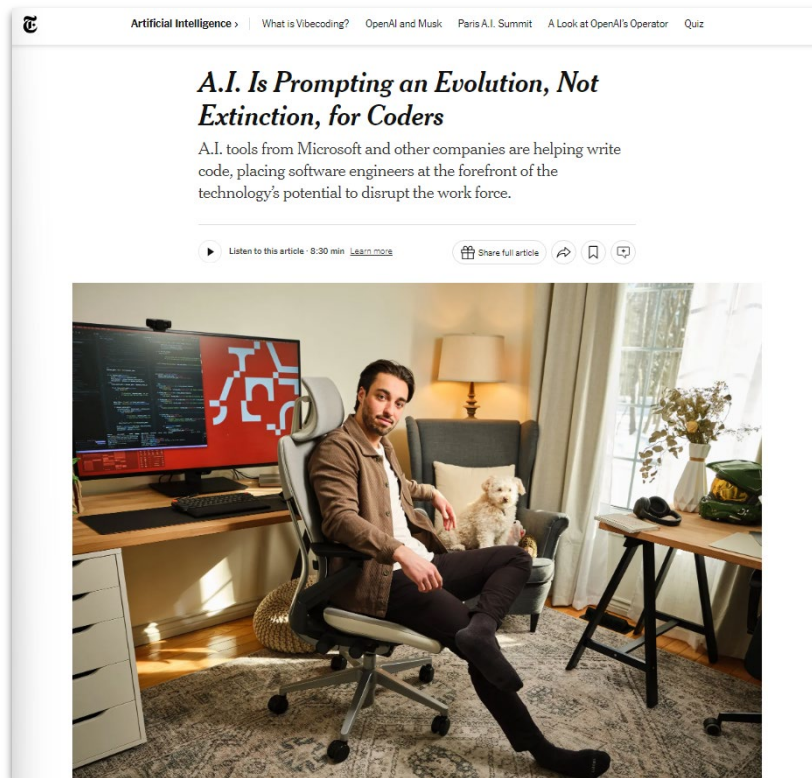 Artificial Intelligence › What is Vibecoding? OpenAI and Musk Paris A.I. Summit A Look at OpenAI's Operator Quiz
A.I. Is Prompting an Evolution, Not
Extinction, for Coders
A.I. tools from Microsoft and other companies are helping write
code, placing software engineers at the forefront of the
technology's potential to disrupt the work force.
Listen to this article · 8:30 min Learn more Share full article